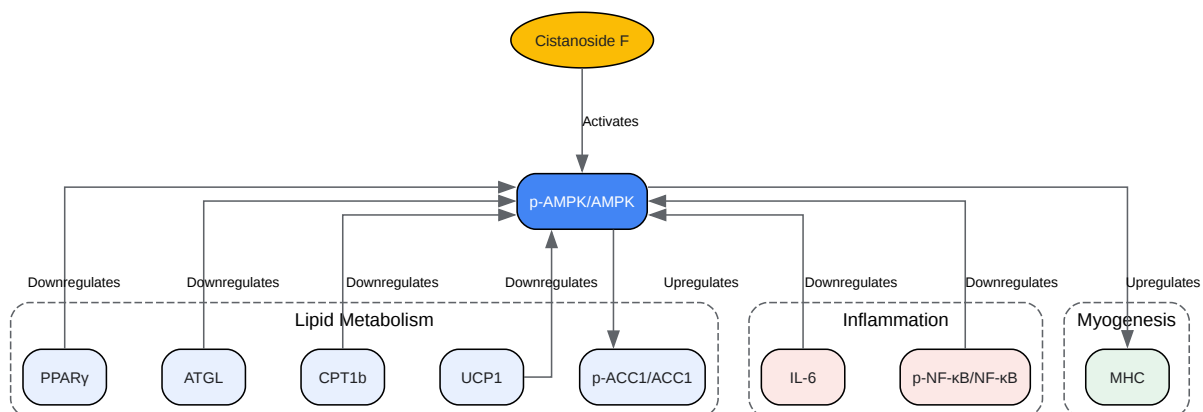 Cistanoside F
Activates
p-AMPK/AMPK
Downregulates
Downregulates
Downregulates
Downregulates
Upregulates
Downregulates
Downregulates
Upregulates
Lipid Metabolism
Inflammation
Myogenesis
PPARγ
ATGL
CPT1b
UCP1
p-ACC1/ACC1
IL-6
p-NF-κB/NF-κB
MHC